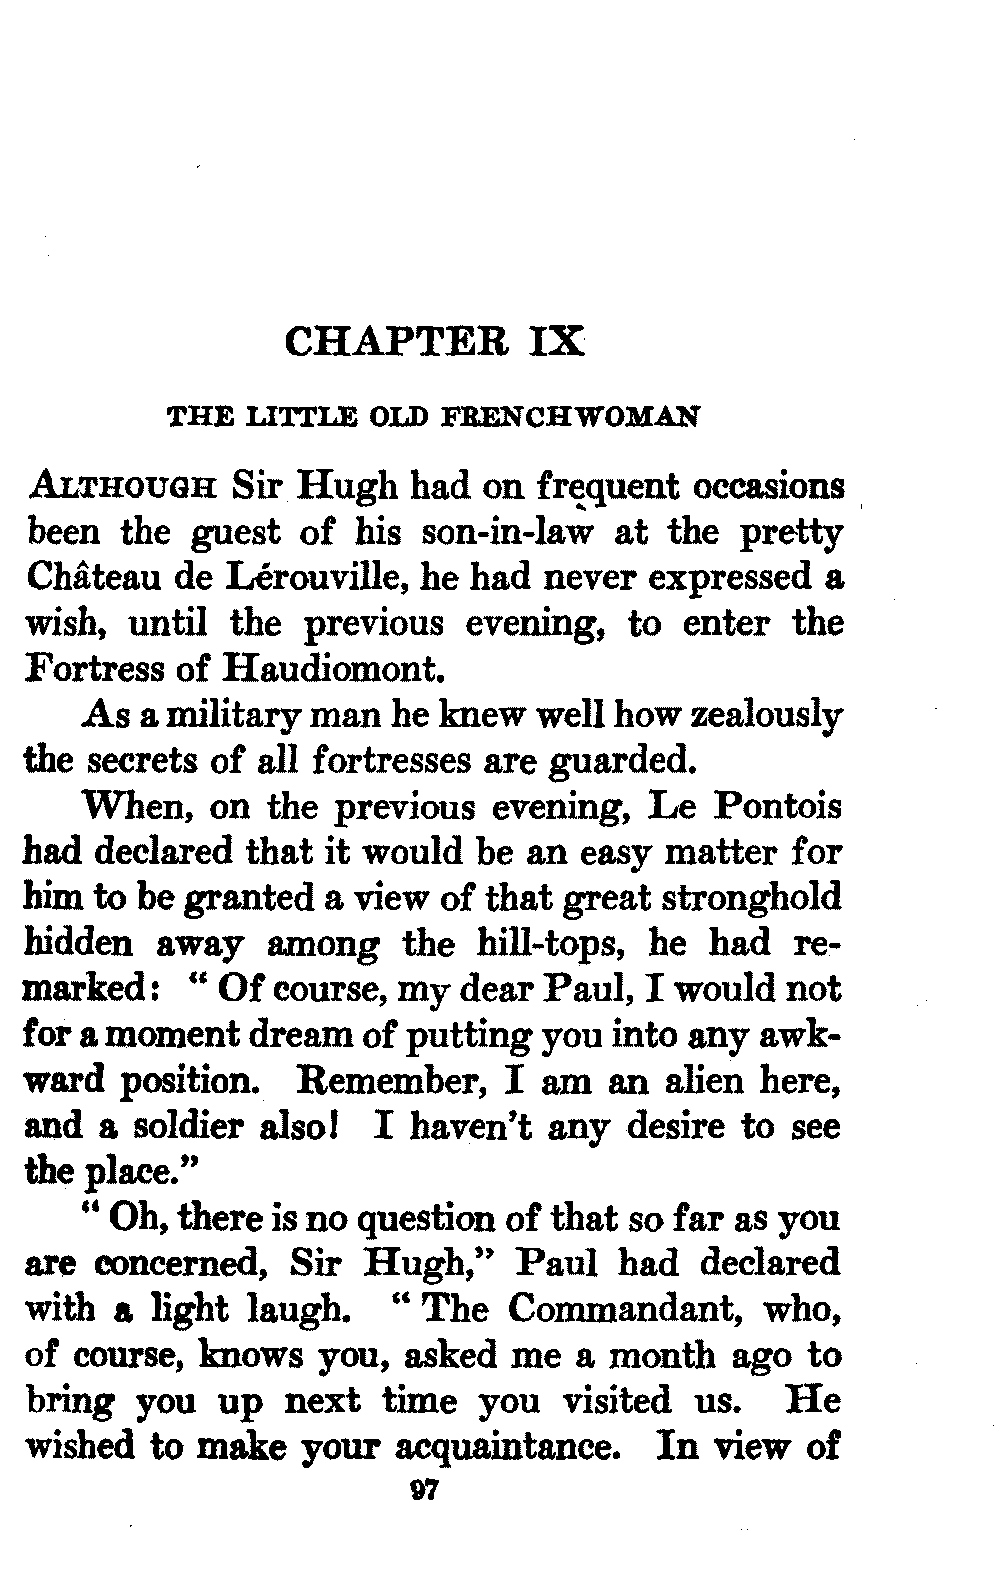 CHAPTER IX
THE LITTLE OLD FRENCHWOMAN
ALTHOUGH Sir Hugh had on frequent occasions
been the guest of his son-in-law at the pretty
Château de Lérouville, he had never expressed a
wish, until the previous evening, to enter the
Fortress of Haudiomont.
As a military man he knew well how zealously
the secrets of all fortresses are guarded.
When, on the previous evening, Le Pontois
had declared that it would be an easy matter for
him to be granted a view of that great stronghold
hidden away among the hill-tops, he had re-
marked: “ Of course, my dear Paul, I would not
for a moment dream of putting you into any awk-
ward position. Remember, I am an alien here,
and a soldier also! I haven’t any desire to see
the place.”
“ Oh, there is no question of that so far as you
are concerned, Sir Hugh,” Paul had declared
with a light laugh. “ The Commandant, who,
of course, knows you, asked me a month ago to
bring you up next time you visited us. He
wished to make your acquaintance. In view of
97